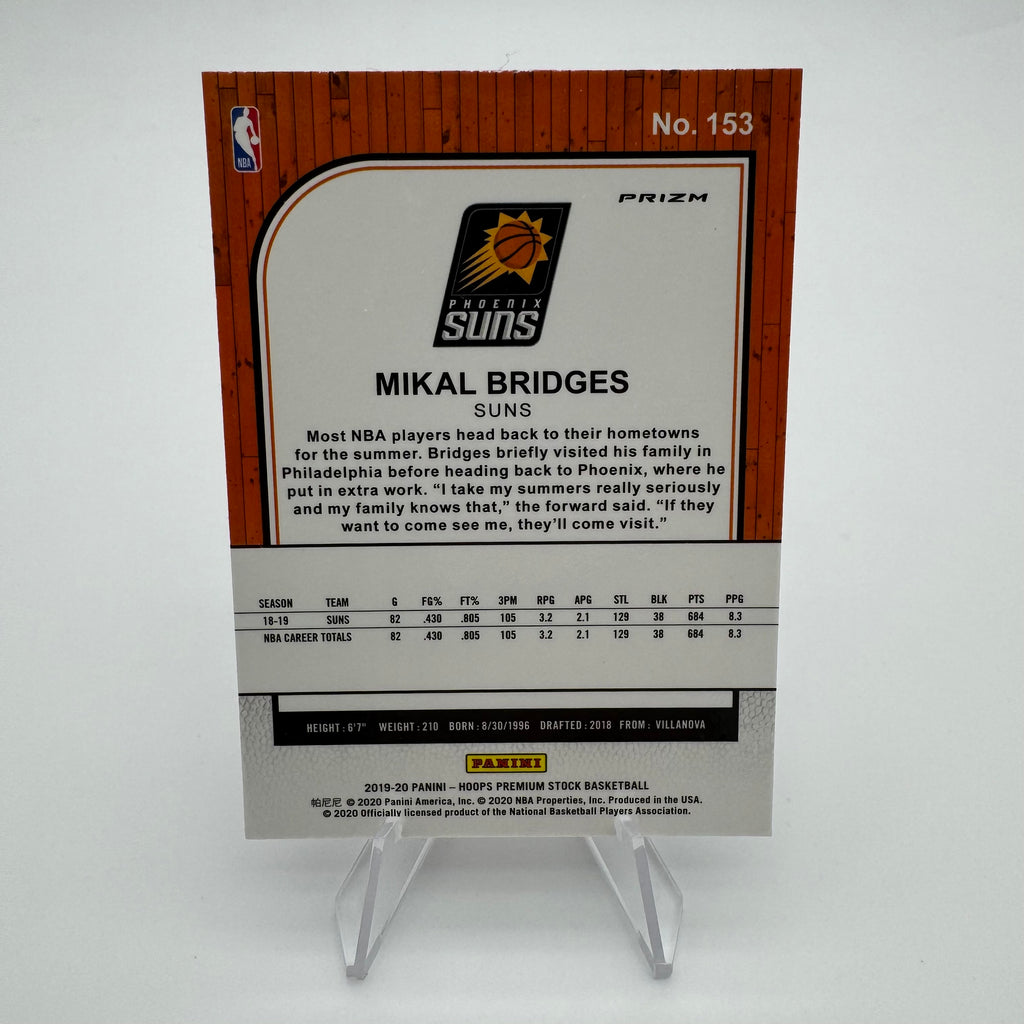 NBA
No. 153
PRIZM
PHOENIX
SUNS
MIKAL BRIDGES
SUNS
Most NBA players head back to their hometowns
for the summer. Bridges briefly visited his family in
Philadelphia before heading back to Phoenix, where he
put in extra work. “I take my summers really seriously
and my family knows that,” the forward said. “If they
want to come see me, they’ll come visit.”
SEASON TEAM G FG% FT% 3PM RPG APG STL BLK PTS PPG
18-19 SUNS 82 .430 .805 105 3.2 2.1 129 38 684 8.3
NBA CAREER TOTALS 82 .430 .805 105 3.2 2.1 129 38 684 8.3
HEIGHT: 6'7" WEIGHT: 210 BORN: 8/30/1996 DRAFTED: 2018 FROM: VILLANOVA
PANINI
2019-20 PANINI – HOOPS PREMIUM STOCK BASKETBALL
帕尼尼 © 2020 Panini America, Inc. © 2020 NBA Properties, Inc. Produced in the USA.
© 2020 Officially licensed product of the National Basketball Players Association.